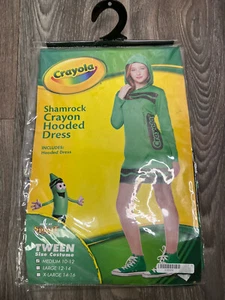 Crayola
Shamrock
Crayon
Hooded
Dress
INCLUDES:
Hooded Dress
Crayola
TWEEN
Size Costume
MEDIUM 10-12
LARGE 12-14
X-LARGE 14-16